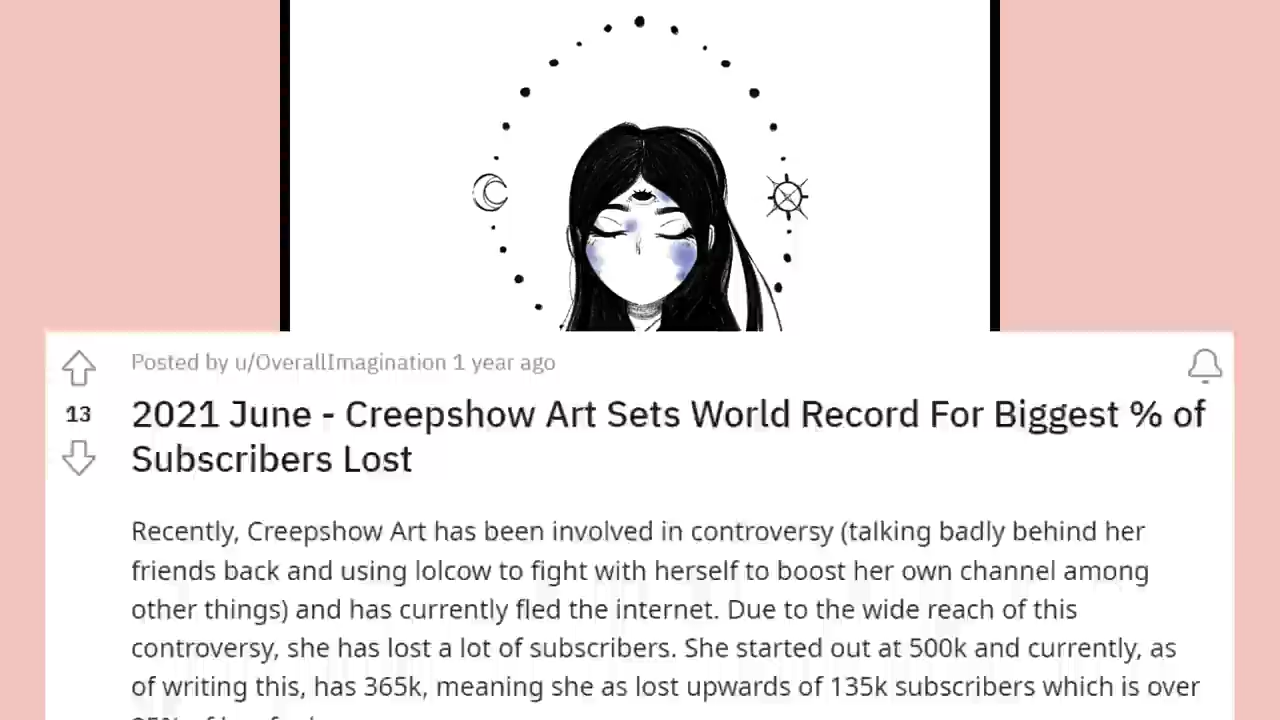 Posted by u/OverallImagination 1 year ago
13
2021 June - Creepshow Art Sets World Record For Biggest % of
Subscribers Lost
Recently, Creepshow Art has been involved in controversy (talking badly behind her
friends back and using lolcow to fight with herself to boost her own channel among
other things) and has currently fled the internet. Due to the wide reach of this
controversy, she has lost a lot of subscribers. She started out at 500k and currently, as
of writing this, has 365k, meaning she as lost upwards of 135k subscribers which is over